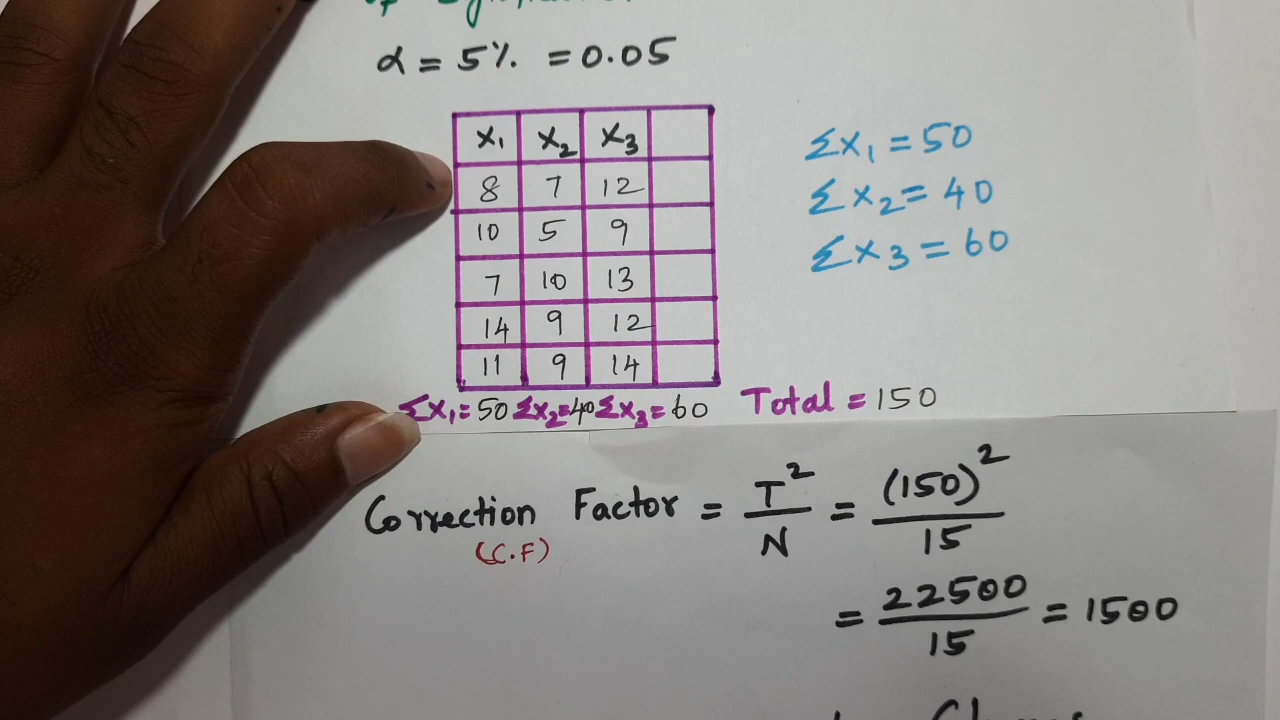 α = 5% = 0.05
x₁ x₂ x₃
8 7 12
10 5 9
7 10 13
14 9 12
11 9 14
Σx₁ = 50
Σx₂ = 40
Σx₃ = 60
Σx₁ = 50 Σx₂ = 40 Σx₃ = 60 Total = 150
Correction Factor = T²/N = (150)²/15
(C.F)
= 22500/15 = 1500